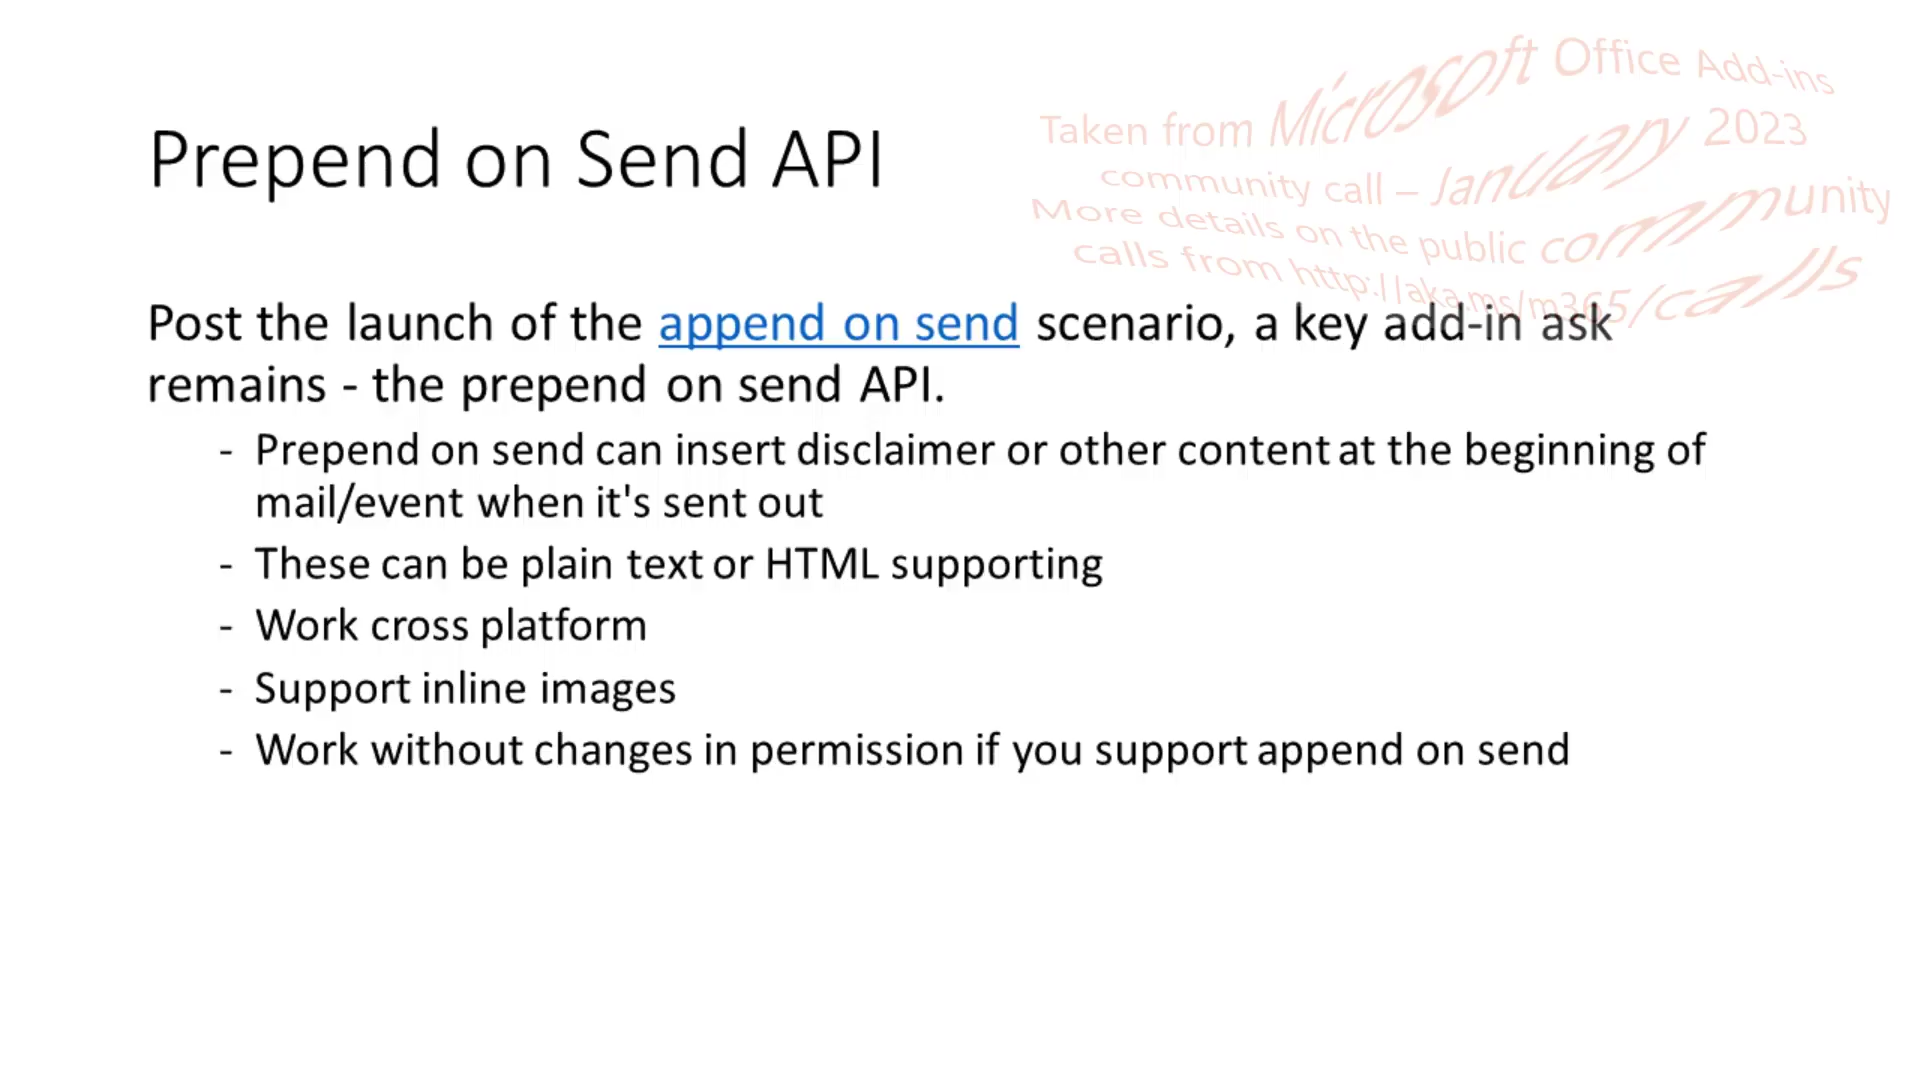 Taken from Microsoft Office Add-ins
community call – January 2023
More details on the public community
calls from http://aka.ms/m365/calls
Prepend on Send API
Post the launch of the append on send scenario, a key add-in ask
remains - the prepend on send API.
- Prepend on send can insert disclaimer or other content at the beginning of
mail/event when it's sent out
- These can be plain text or HTML supporting
- Work cross platform
- Support inline images
- Work without changes in permission if you support append on send